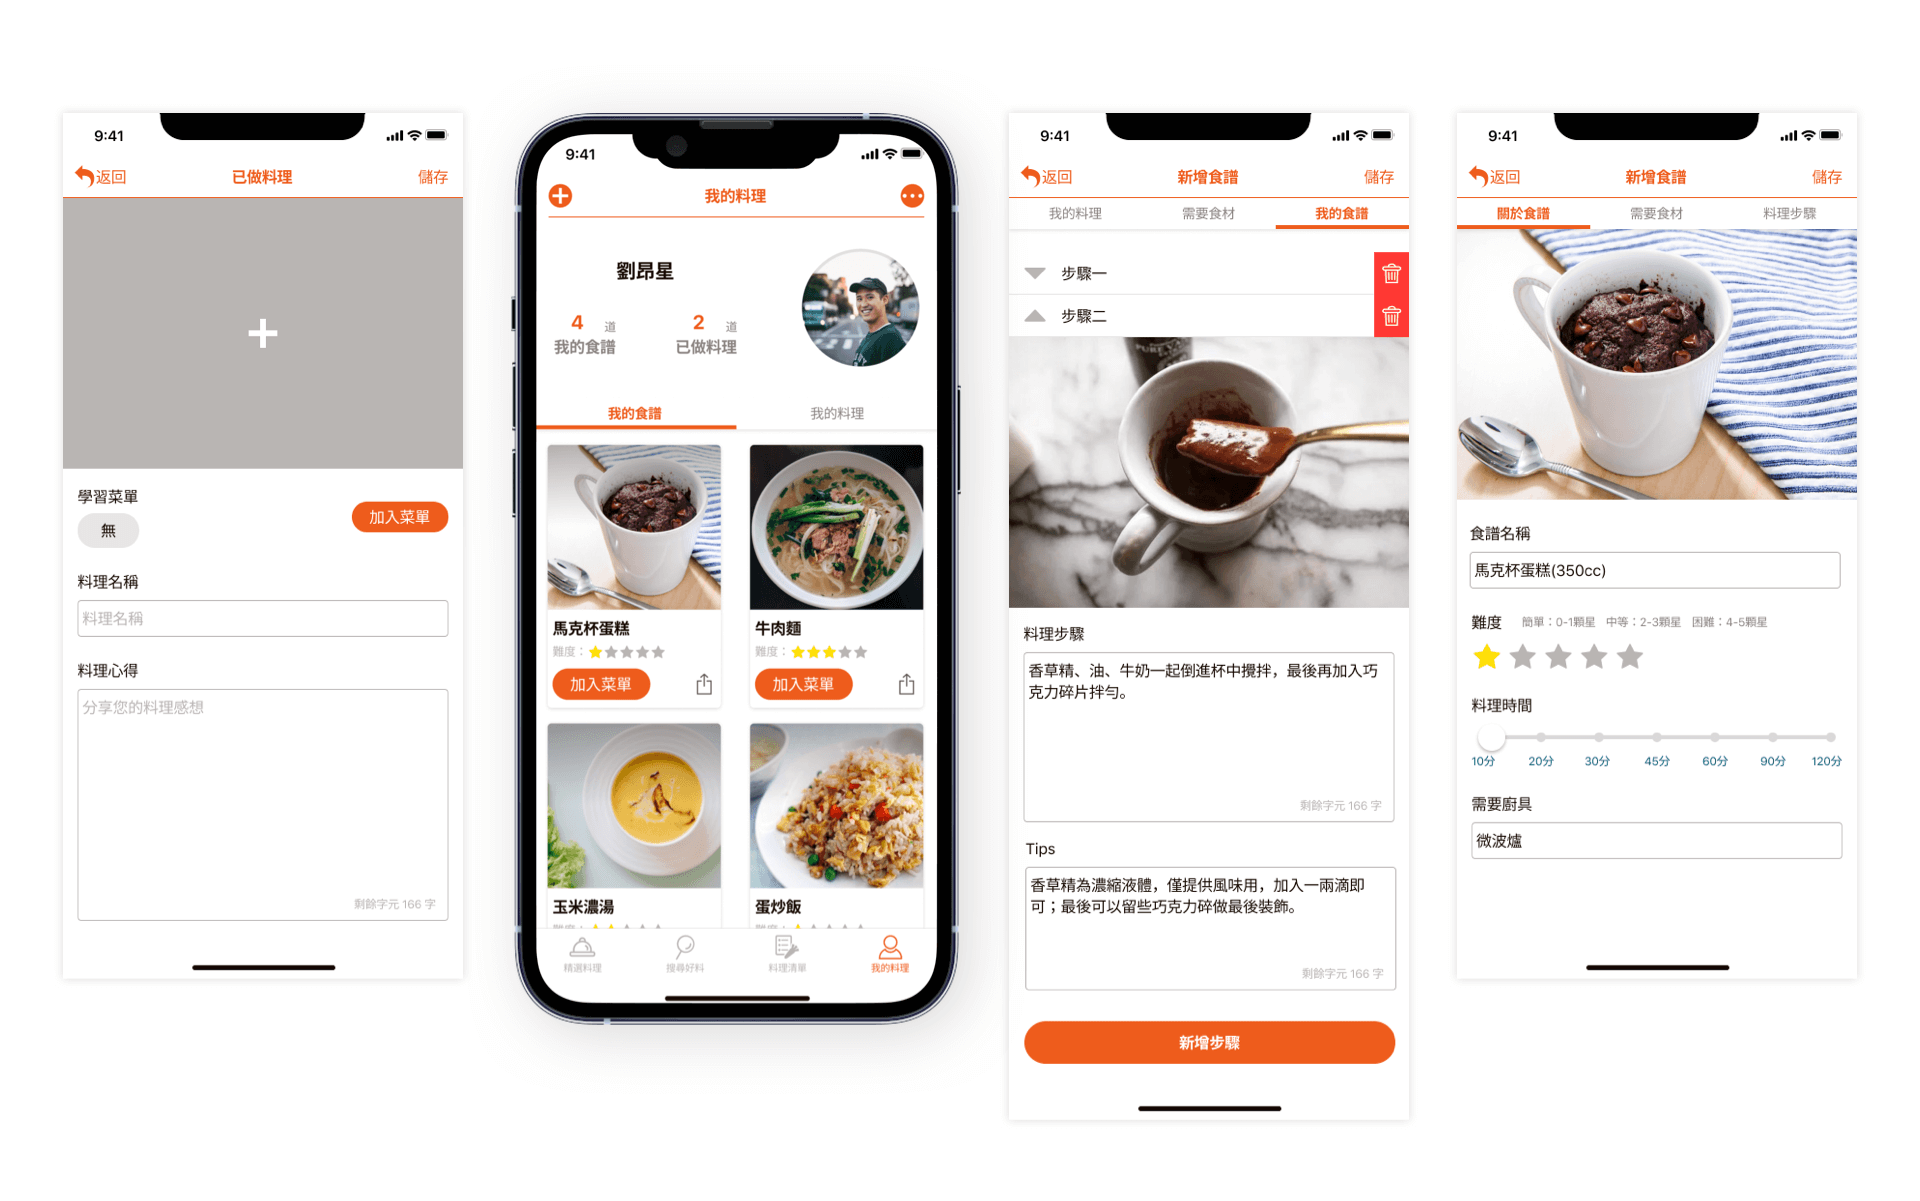 9:41
返回
已做料理
儲存
學習菜單
無
加入菜單
料理名稱
料理名稱
料理心得
分享您的料理感想
剩餘字元 166 字
9:41
我的料理
劉昂星
4 道
我的食譜
2 道
已做料理
我的食譜
我的料理
馬克杯蛋糕
難度：
加入菜單
牛肉麵
難度：
加入菜單
玉米濃湯
難度：
蛋炒飯
難度：
精選料理
搜尋好料
料理清單
我的料理
9:41
返回
新增食譜
儲存
我的料理
需要食材
我的食譜
步驟一
步驟二
料理步驟
香草精、油、牛奶一起倒進杯中攪拌，最後再加入巧
克力碎片拌勻。
剩餘字元 166 字
Tips
香草精為濃縮液體，僅提供風味用，加入一兩滴即
可；最後可以留些巧克力碎做最後裝飾。
剩餘字元 166 字
新增步驟
9:41
返回
新增食譜
儲存
關於食譜
需要食材
料理步驟
食譜名稱
馬克杯蛋糕(350cc)
難度 簡單：0-1顆星 中等：2-3顆星 困難：4-5顆星
料理時間
10分 20分 30分 45分 60分 90分 120分
需要廚具
微波爐